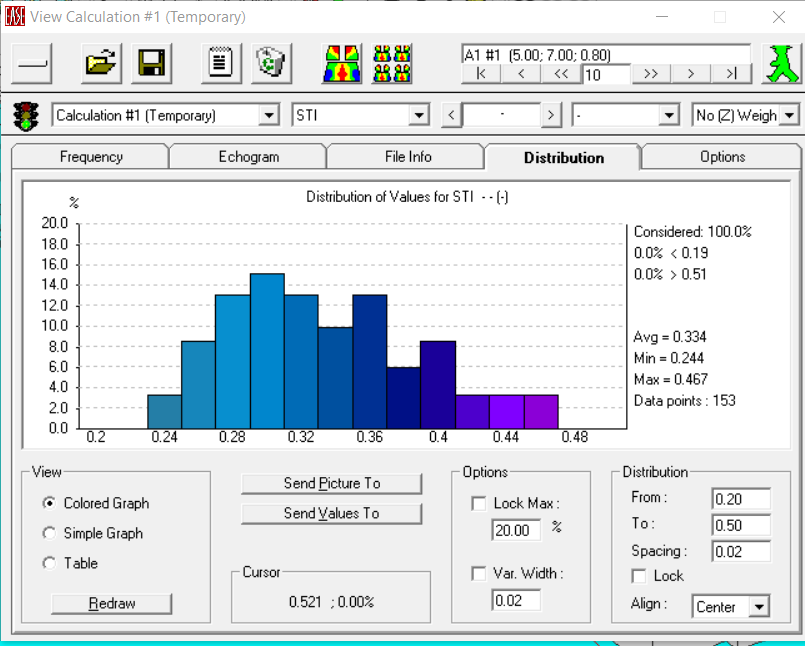 EASE View Calculation #1 (Temporary)
A1 #1 (5.00; 7.00; 0.80)
|< < << 10 >> > >|
Calculation #1 (Temporary) STI < - > - No (Z) Weigh
Frequency Echogram File Info Distribution Options
Distribution of Values for STI - - (-)
%
20.0
18.0
16.0
14.0
12.0
10.0
8.0
6.0
4.0
2.0
0.0
0.2 0.24 0.28 0.32 0.36 0.4 0.44 0.48
Considered: 100.0%
0.0% < 0.19
0.0% > 0.51
Avg = 0.334
Min = 0.244
Max = 0.467
Data points : 153
View
Colored Graph
Simple Graph
Table
Redraw
Send Picture To
Send Values To
Cursor
0.521 ; 0.00%
Options
Lock Max :
20.00 %
Var. Width :
0.02
Distribution
From : 0.20
To : 0.50
Spacing : 0.02
Lock
Align : Center